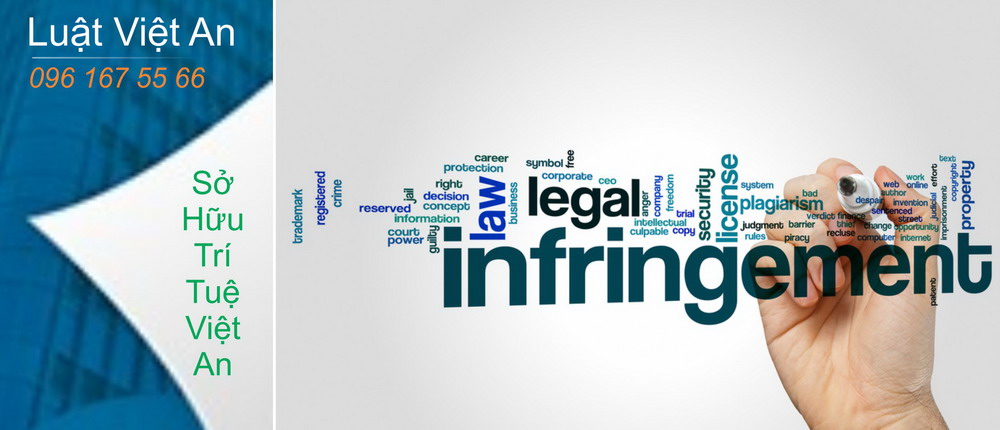 Luật Việt An
096 167 55 66
Sở
Hữu
Trí
Tuệ
Việt
An
trademark
registered
crime
reserved
jail
career
protection
right
decision
concept
information
court
power
guilty
law
business
symbol
free
corporate
ceo
legal
anger
company
freedom
trial
intellectual
culpable
copy
security
license
system
plagiarism
bad
verdict
finance
judgment
barrier
thief
rules
piracy
recluse
despair
web
work
online
author
invention
sentenced
street
change
opportunity
computer
internet
judicial
effort
text
copyright
imprisonment
property
infringement
patent